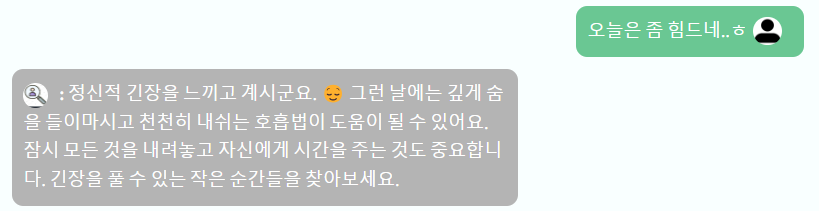 오늘은 좀 힘드네..ㅎ
: 정신적 긴장을 느끼고 계시군요. 😌 그런 날에는 깊게 숨
을 들이마시고 천천히 내쉬는 호흡법이 도움이 될 수 있어요.
잠시 모든 것을 내려놓고 자신에게 시간을 주는 것도 중요합니
다. 긴장을 풀 수 있는 작은 순간들을 찾아보세요.